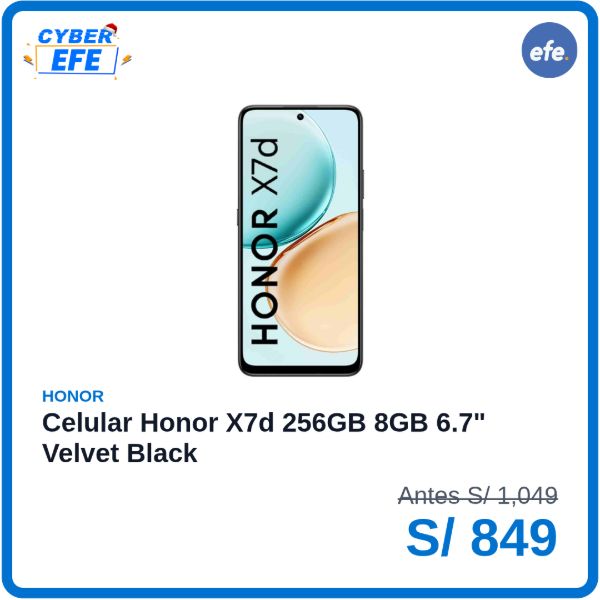 CYBER
EFE
efe.
HONOR X7d
HONOR
Celular Honor X7d 256GB 8GB 6.7"
Velvet Black
Antes S/ 1,049
S/ 849